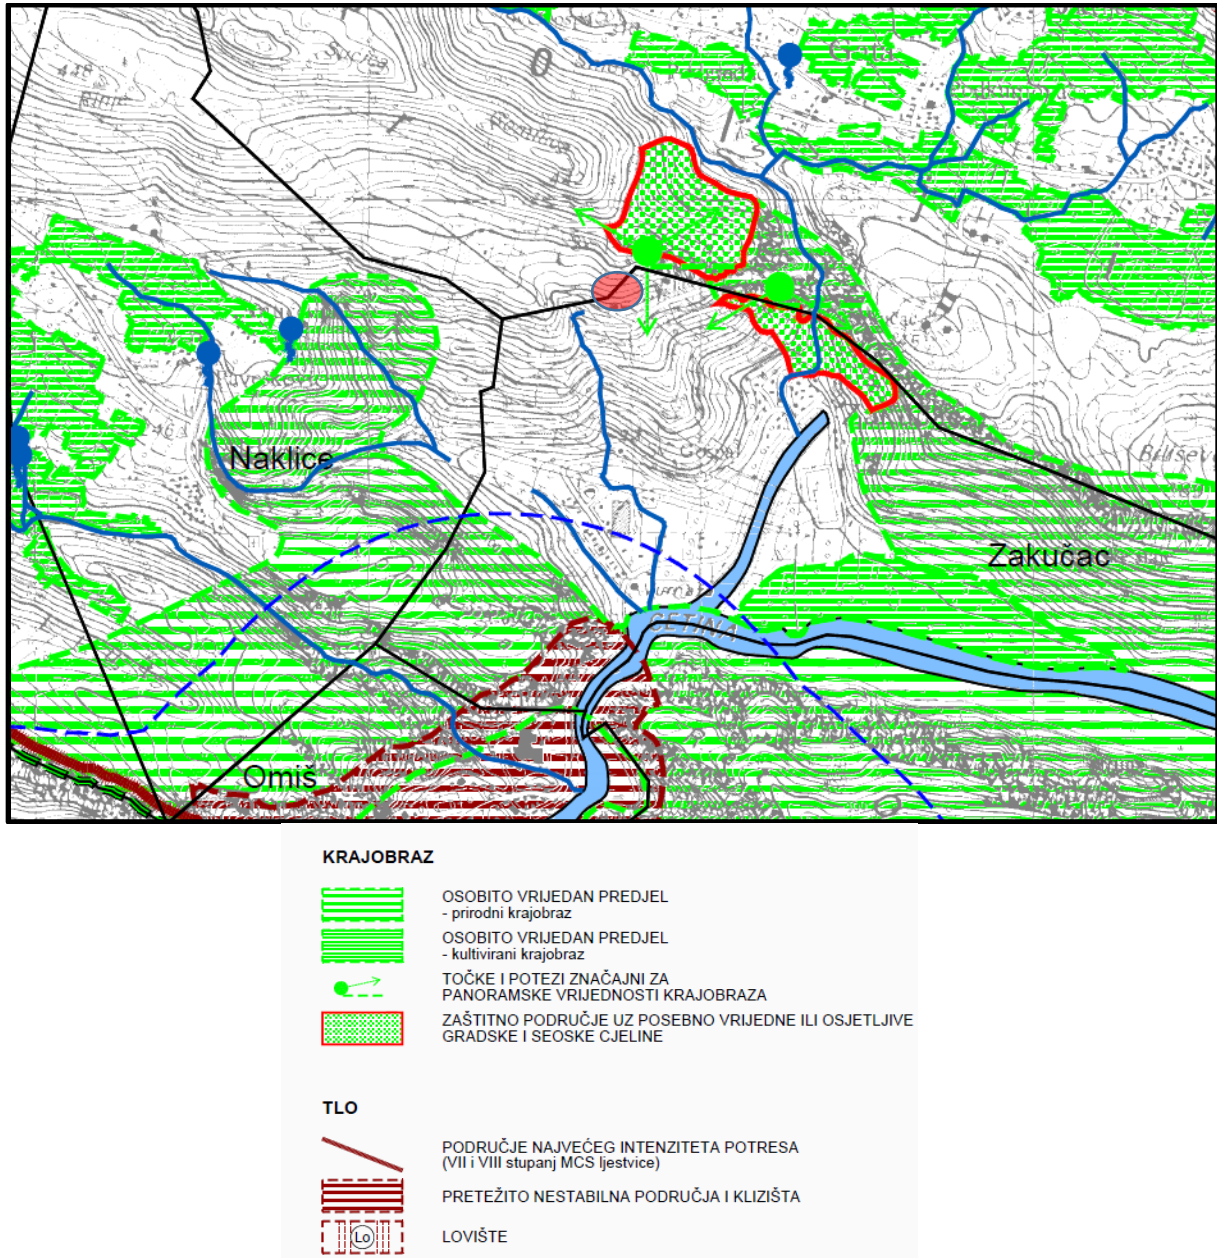 Gata
Naklice
Gospa
Zakučac
CETINA
Omiš
KRAJOBRAZ
OSOBITO VRIJEDAN PREDJEL
- prirodni krajobraz
OSOBITO VRIJEDAN PREDJEL
- kultivirani krajobraz
TOČKE I POTEZI ZNAČAJNI ZA
PANORAMSKE VRIJEDNOSTI KRAJOBRAZA
ZAŠTITNO PODRUČJE UZ POSEBNO VRIJEDNE ILI OSJETLJIVE
GRADSKE I SEOSKE CJELINE
TLO
PODRUČJE NAJVEĆEG INTENZITETA POTRESA
(VII i VIII stupanj MCS ljestvice)
PRETEŽITO NESTABILNA PODRUČJA I KLIZIŠTA
Lo
LOVIŠTE